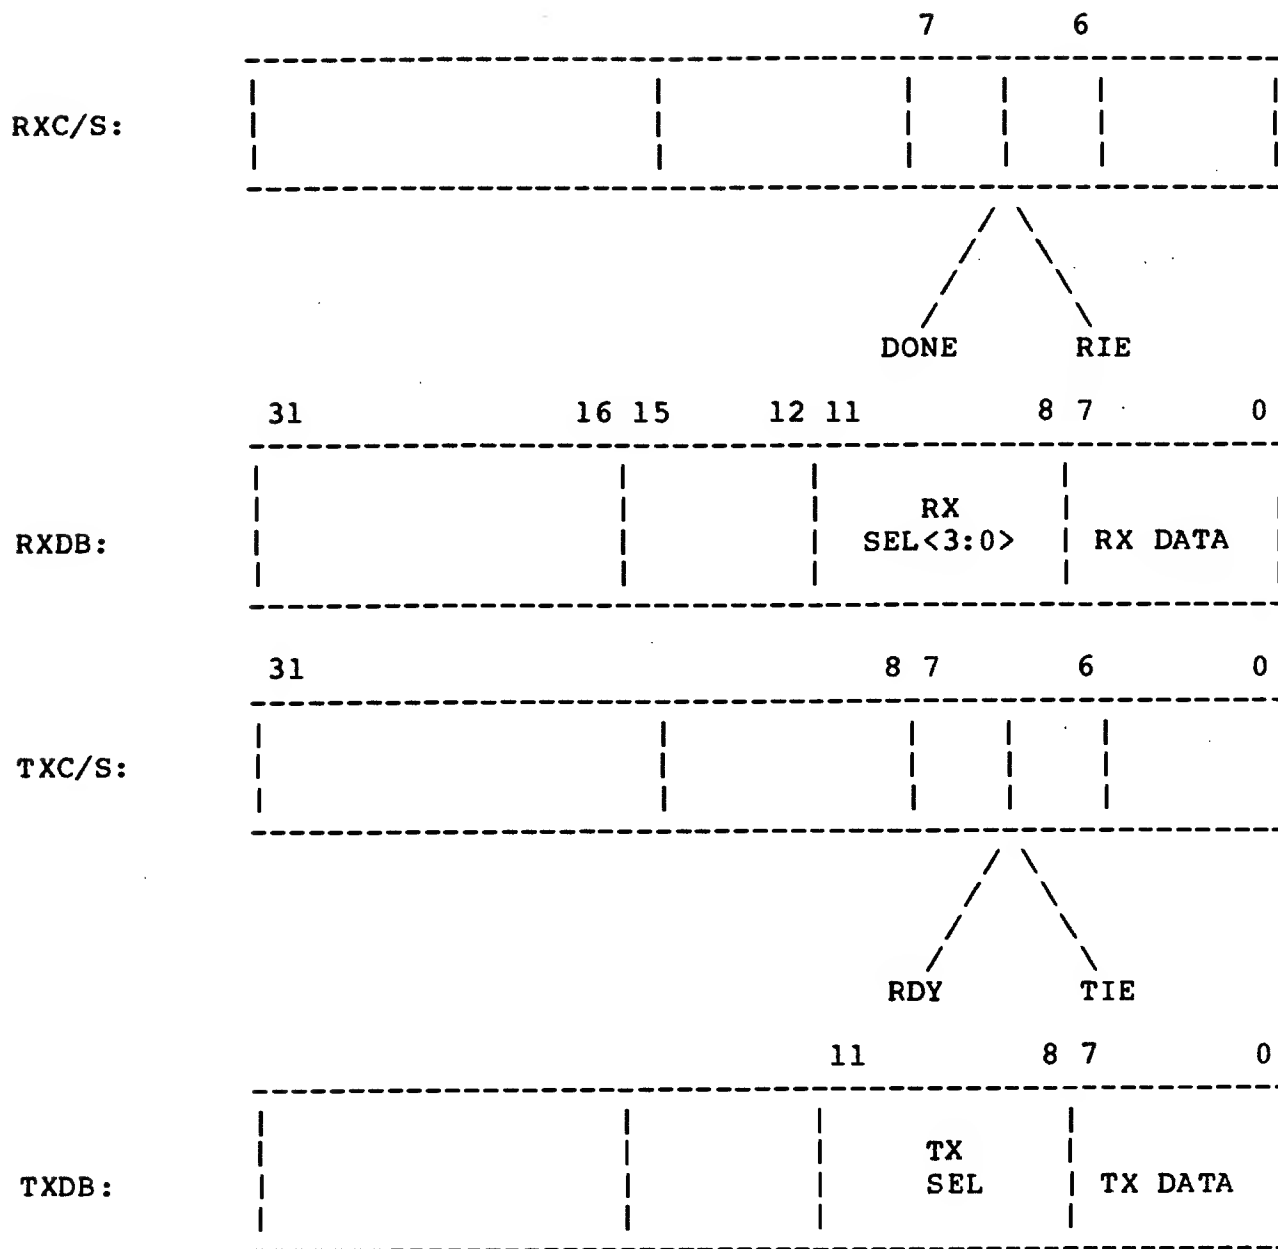 7 6
RXC/S:
DONE RIE
31 16 15 12 11 8 7 0
RX
RXDB: SEL<3:0> RX DATA
31 8 7 6 0
TXC/S:
RDY TIE
11 8 7 0
TX
TXDB: SEL TX DATA